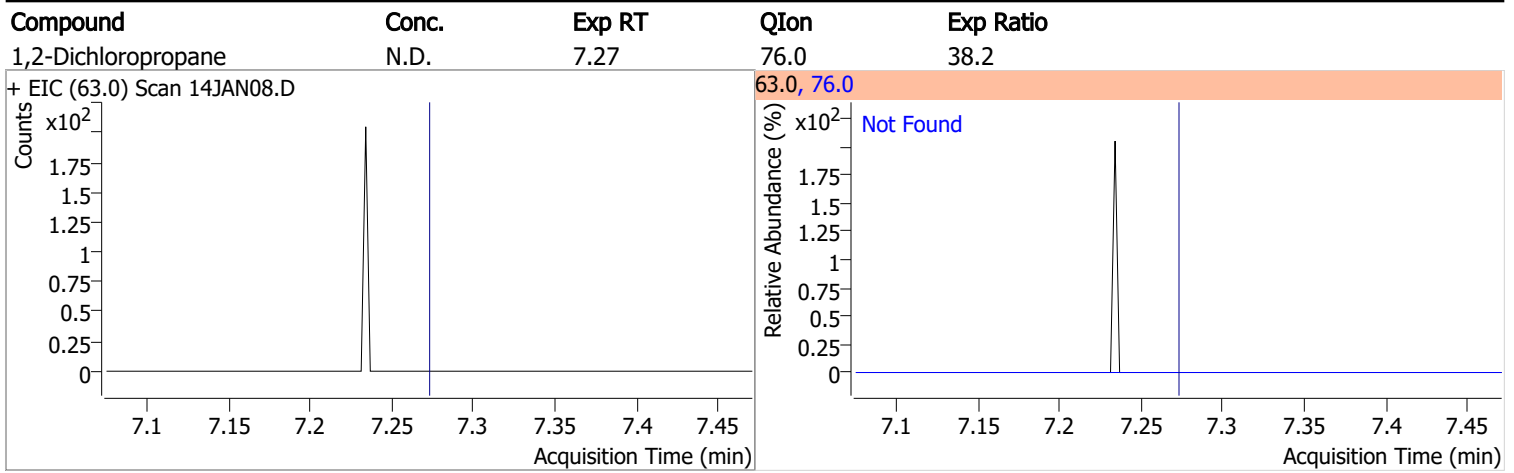 Compound Conc. Exp RT QIon Exp Ratio
1,2-Dichloropropane N.D. 7.27 76.0 38.2
+ EIC (63.0) Scan 14JAN08.D
Counts
x10²
1.75
1.5
1.25
1
0.75
0.5
0.25
0
7.1 7.15 7.2 7.25 7.3 7.35 7.4 7.45
Acquisition Time (min)
63.0, 76.0
Relative Abundance (%)
x10²
Not Found
1.75
1.5
1.25
1
0.75
0.5
0.25
0
7.1 7.15 7.2 7.25 7.3 7.35 7.4 7.45
Acquisition Time (min)